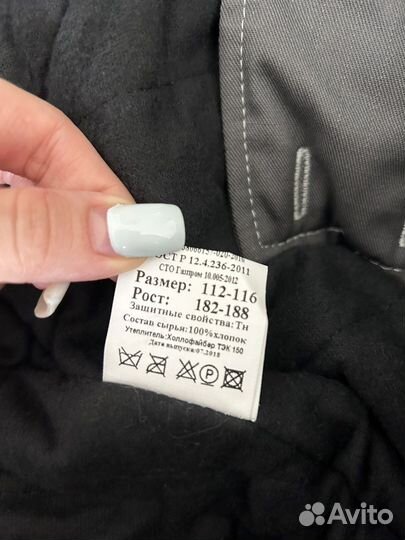 ГОСТ Р 12.4.236-2011
СТО Газпром 10.005-2012
Размер: 112-116
Рост: 182-188
Защитные свойства: Тн
Состав сырья: 100%хлопок
Утеплитель: Холлофайбер ТЭК 150
Дата выпуска: 07.2018
P
Avito